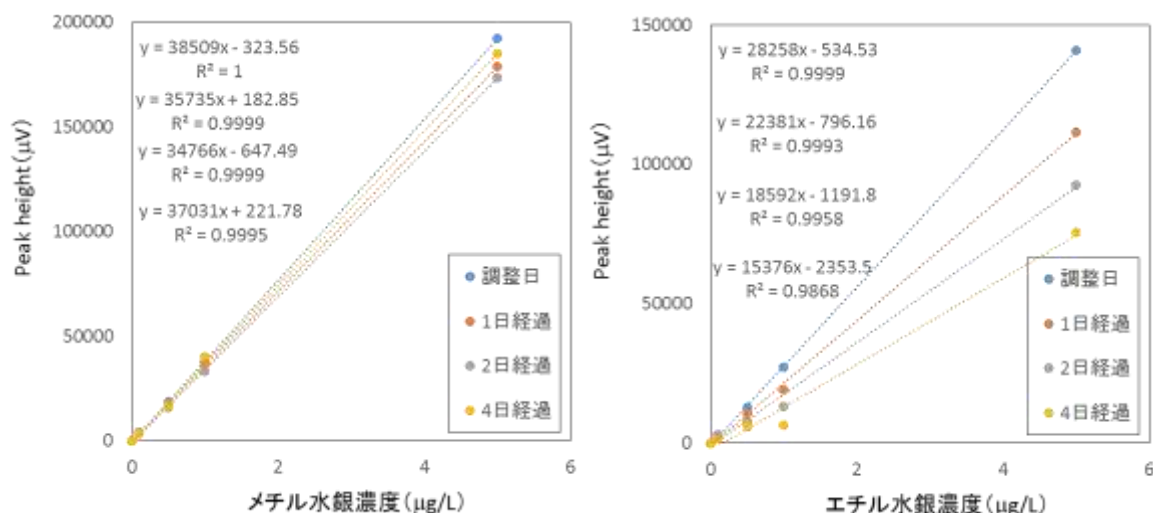 200000
150000
100000
50000
0
0
2
4
6
Peak height(μV)
メチル水銀濃度(μg/L)
y = 38509x - 323.56
R² = 1
y = 35735x + 182.85
R² = 0.9999
y = 34766x - 647.49
R² = 0.9999
y = 37031x + 221.78
R² = 0.9995
調整日
1日経過
2日経過
4日経過
150000
100000
50000
0
0
2
4
6
Peak height(μV)
エチル水銀濃度(μg/L)
y = 28258x - 534.53
R² = 0.9999
y = 22381x - 796.16
R² = 0.9993
y = 18592x - 1191.8
R² = 0.9958
y = 15376x - 2353.5
R² = 0.9868
調整日
1日経過
2日経過
4日経過